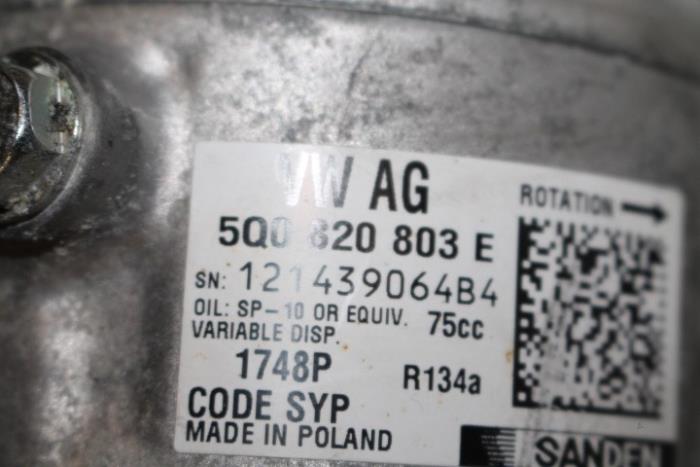 VW AG
ROTATION →
5Q0 820 803 E
SN: 121439064B4
OIL: SP-10 OR EQUIV. 75cc
VARIABLE DISP.
1748P R134a
CODE SYP
MADE IN POLAND
SANDEN